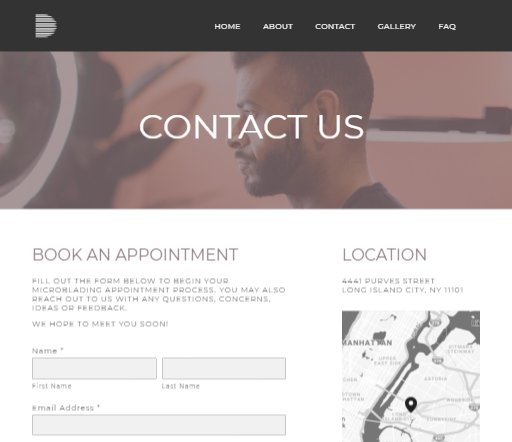 HOME ABOUT CONTACT GALLERY FAQ
CONTACT US
BOOK AN APPOINTMENT
FILL OUT THE FORM BELOW TO BEGIN YOUR
MICROBLADING APPOINTMENT PROCESS. YOU MAY ALSO
REACH OUT TO US WITH ANY QUESTIONS, CONCERNS,
IDEAS OR FEEDBACK.
WE HOPE TO MEET YOU SOON!
Name *
First Name Last Name
Email Address *
LOCATION
4441 PURVES STREET
LONG ISLAND CITY, NY 11101
MANHATTAN
UPPER
EAST SIDE
ASTORIA